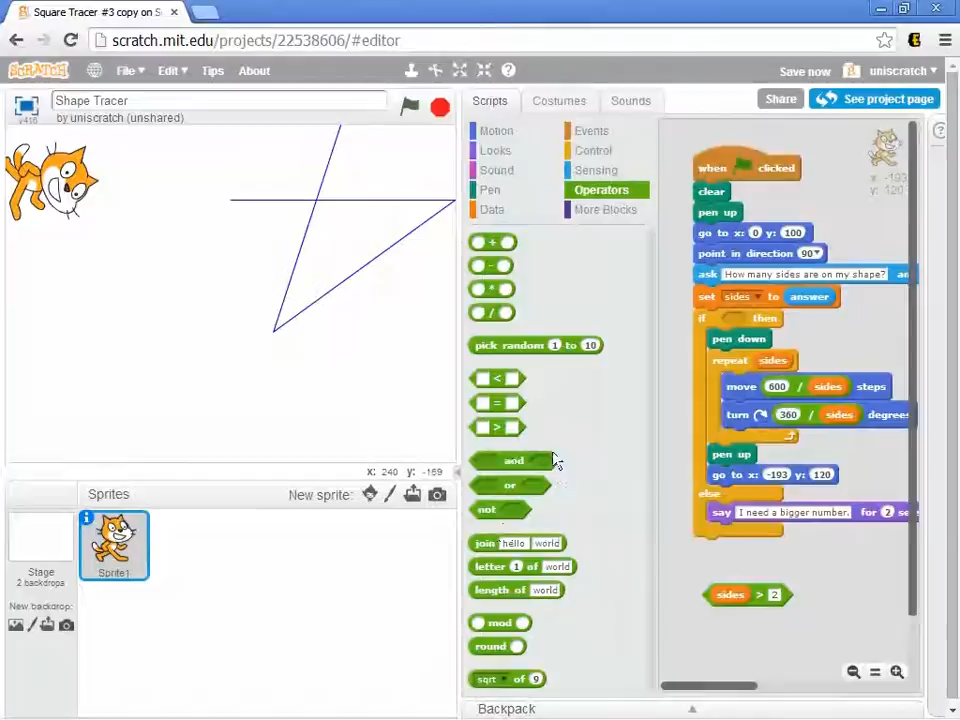 Square Tracer #3 copy on S
scratch.mit.edu/projects/22538606/#editor
SCRATCH File Edit Tips About Save now uniscratch
Shape Tracer
by uniscratch (unshared)
v416
Scripts Costumes Sounds
Share See project page
Motion Events
Looks Control
Sound Sensing
Pen Operators
Data More Blocks
+
-
*
/
pick random 1 to 10
<
=
>
and
or
not
join hello world
letter 1 of world
length of world
mod
round
sqrt of 9
x: -193
y: 120
when clicked
clear
pen up
go to x: 0 y: 100
point in direction 90
ask How many sides are on my shape?
set sides to answer
if then
pen down
repeat sides
move 600 / sides steps
turn 360 / sides degrees
pen up
go to x: -193 y: 120
else
say I need a bigger number. for 2
sides > 2
x: 240 y: -159
Sprites New sprite:
Stage
2 backdrops
New backdrop:
Sprite1
Backpack